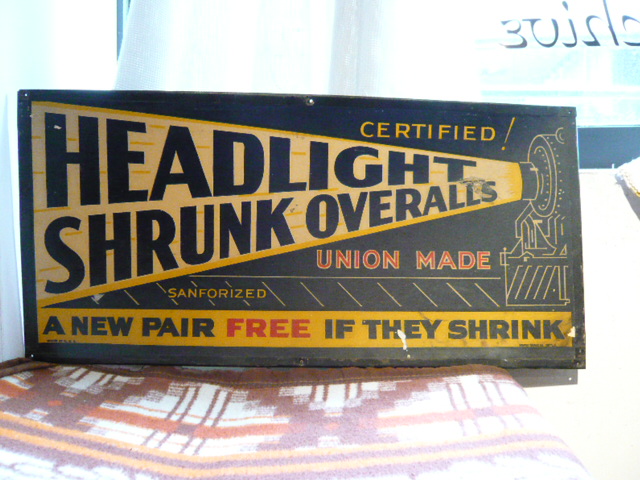 CERTIFIED!
HEADLIGHT
SHRUNK OVERALLS
UNION MADE
SANFORIZED
A NEW PAIR FREE IF THEY SHRINK